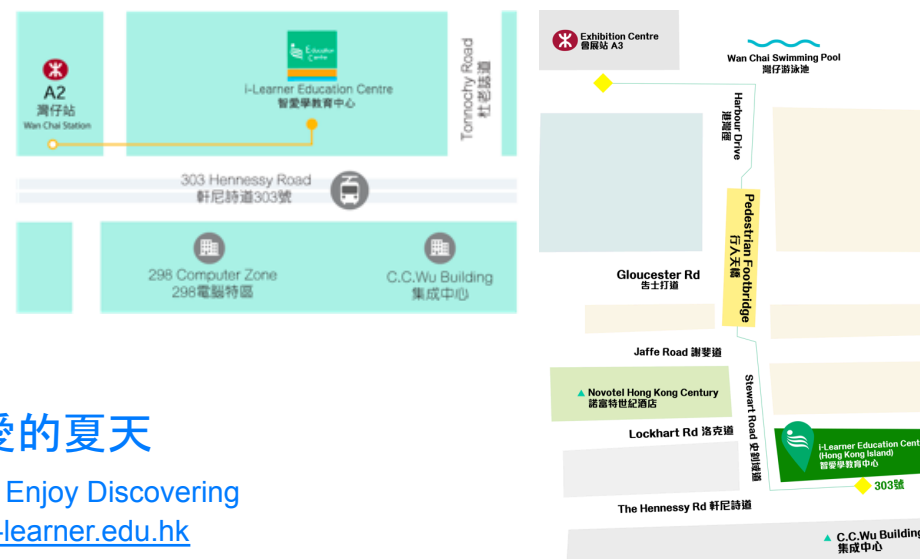 Education
Centre
i-Learner Education Centre
智愛學教育中心
A2
灣仔站
Wan Chai Station
Tonnochy Road
杜老誌道
303 Hennessy Road
軒尼詩道303號
298 Computer Zone
298電腦特區
C.C.Wu Building
集成中心
愛的夏天
Enjoy Discovering
-learner.edu.hk
Exhibition Centre
會展站 A3
Wan Chai Swimming Pool
灣仔游泳池
Harbour Drive
港灣徑
Pedestrian Footbridge
行人天橋
Gloucester Rd
告士打道
Jaffe Road 謝斐道
Novotel Hong Kong Century
諾富特世紀酒店
Stewart Road 史釗域道
Lockhart Rd 洛克道
i-Learner Education Cent
(Hong Kong Island)
智愛學教育中心
303號
The Hennessy Rd 軒尼詩道
C.C.Wu Building
集成中心